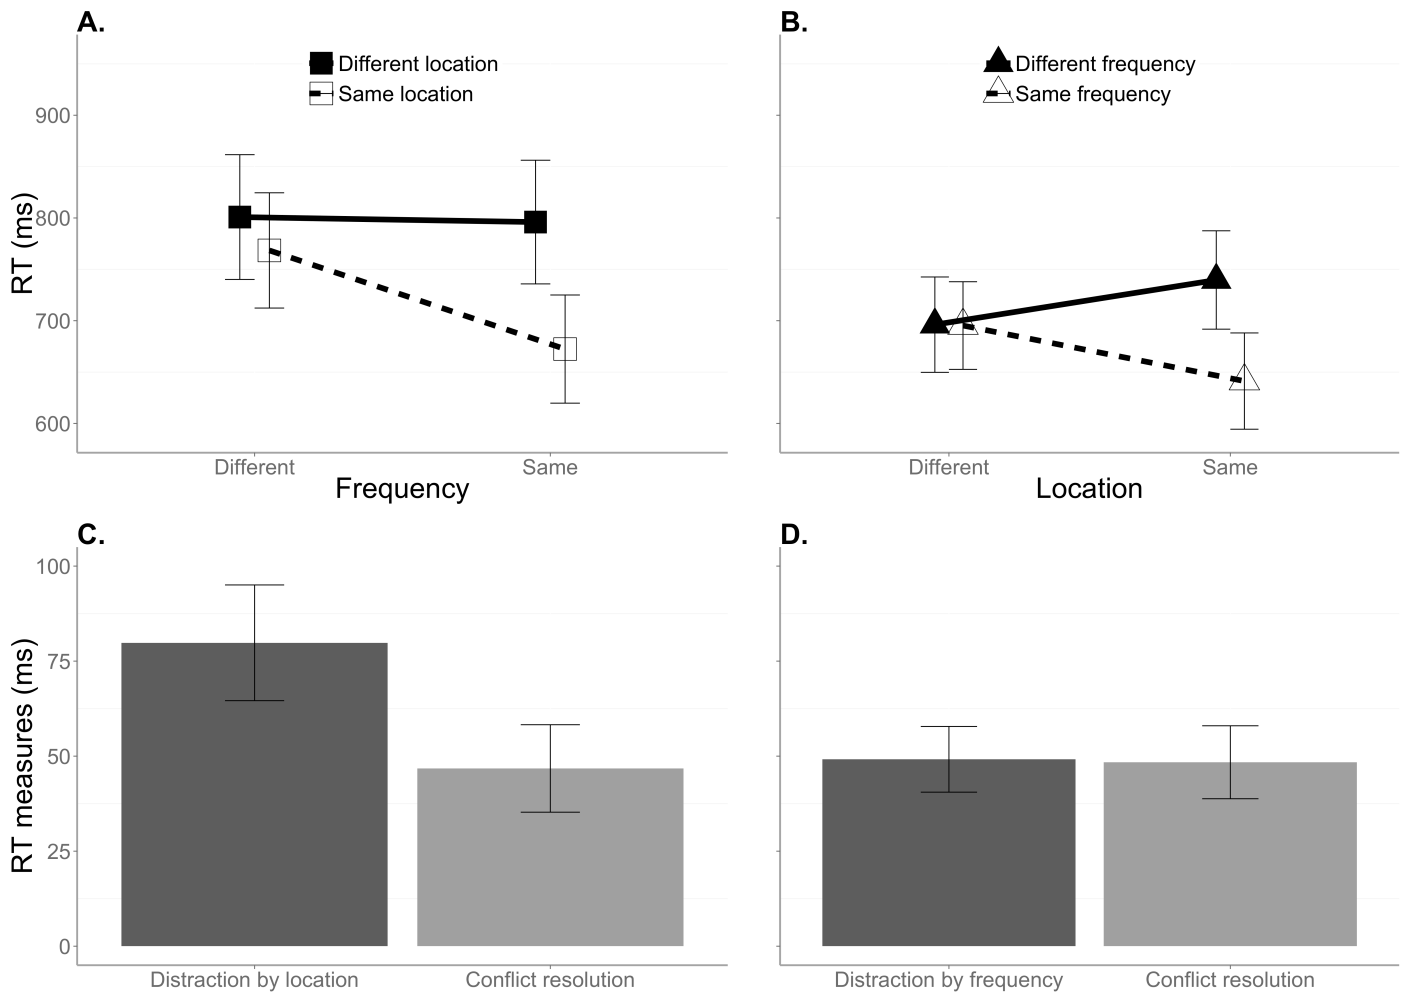 A.
Different location
Same location
900
800
700
600
RT (ms)
Different
Same
Frequency
B.
Different frequency
Same frequency
Different
Same
Location
C.
100
75
50
25
0
RT measures (ms)
Distraction by location
Conflict resolution
D.
Distraction by frequency
Conflict resolution